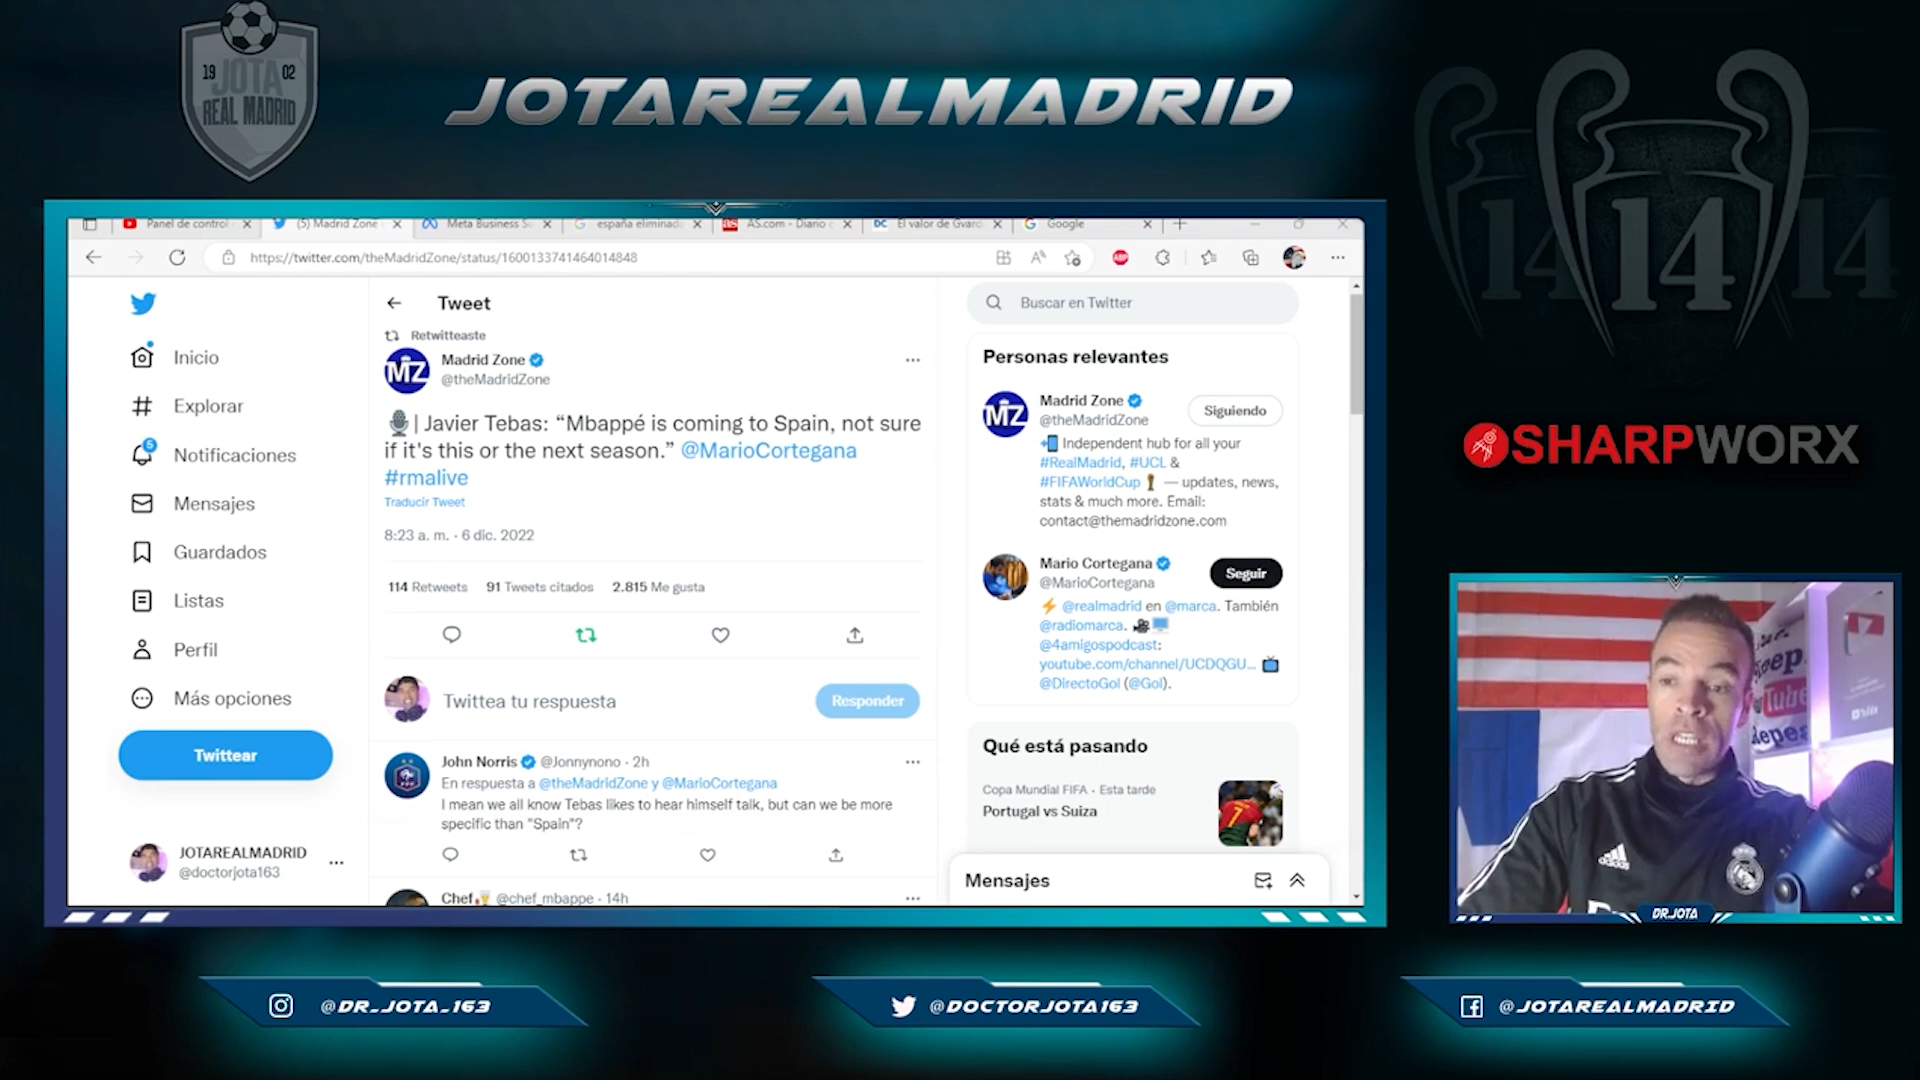 19 02
JOTA
REAL MADRID
JOTAREALMADRID
14 14 14
SHARPWORX
Panel de control
(5) Madrid Zone
Meta Business Su
españa eliminada
AS.com - Diario
El valor de Gvard
Google
https://twitter.com/theMadridZone/status/1600133741464014848
Tweet
Buscar en Twitter
Inicio
Explorar
5
Notificaciones
Mensajes
Guardados
Listas
Perfil
Más opciones
Twittear
JOTAREALMADRID
@doctorjota163
Retwitteaste
MZ
Madrid Zone
@theMadridZone
| Javier Tebas: “Mbappé is coming to Spain, not sure
if it's this or the next season.” @MarioCortegana
#rmalive
Traducir Tweet
8:23 a. m. · 6 dic. 2022
114 Retweets 91 Tweets citados 2.815 Me gusta
Twittea tu respuesta
Responder
John Norris @Jonnynono · 2h
En respuesta a @theMadridZone y @MarioCortegana
I mean we all know Tebas likes to hear himself talk, but can we be more
specific than "Spain"?
Chef @chef_mbappe · 14h
Personas relevantes
MZ
Madrid Zone
@theMadridZone
Siguiendo
Independent hub for all your
#RealMadrid, #UCL &
#FIFAWorldCup — updates, news,
stats & much more. Email:
contact@themadridzone.com
Mario Cortegana
@MarioCortegana
Seguir
@realmadrid en @marca. También
@radiomarca.
@4amigospodcast:
youtube.com/channel/UCDQGU...
@DirectoGol (@Gol).
Qué está pasando
Copa Mundial FIFA · Esta tarde
Portugal vs Suiza
Mensajes
DR.JOTA
@DR_JOTA_163
@DOCTORJOTA163
@JOTAREALMADRID